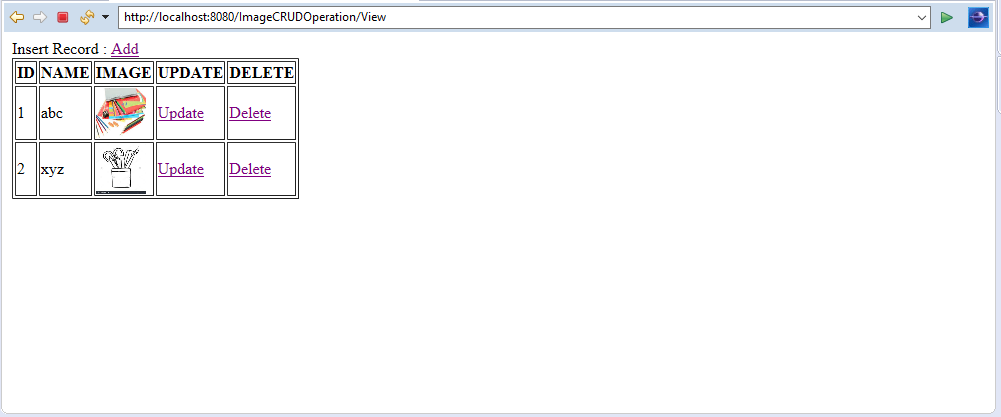 http://localhost:8080/ImageCRUDOperation/View
Insert Record : Add
ID NAME IMAGE UPDATE DELETE
1 abc Update Delete
2 xyz Update Delete